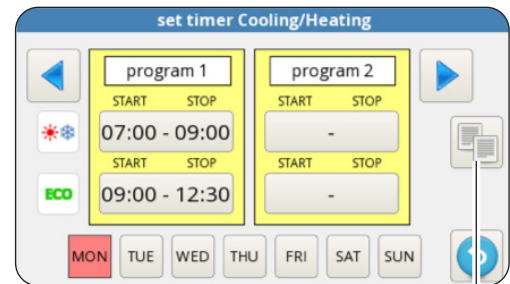 set timer Cooling/Heating
program 1 program 2
START STOP START STOP
07:00 - 09:00 -
START STOP START STOP
ECO 09:00 - 12:30 -
MON TUE WED THU FRI SAT SUN